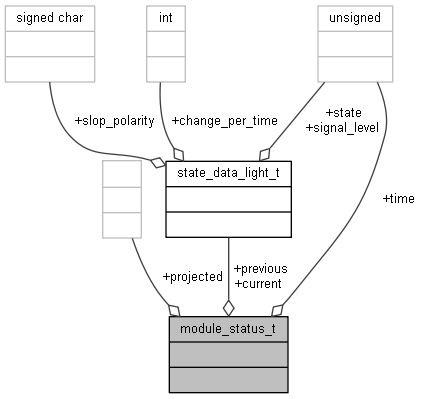 signed char
int
unsigned
+slop_polarity
+change_per_time
+state
+signal_level
state_data_light_t
+time
+projected
+previous
+current
module_status_t